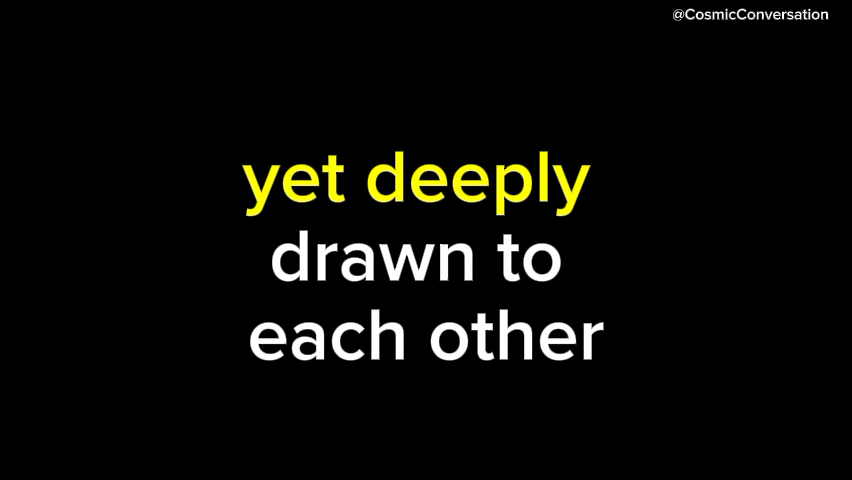 @CosmicConversation
yet deeply
drawn to
each other